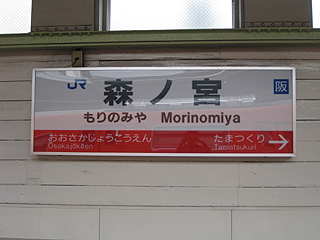 JR 阪
森ノ宮
もりのみや Morinomiya
おおさかじょうこうえん たまつくり
Osakajōkōen Tamatsukuri